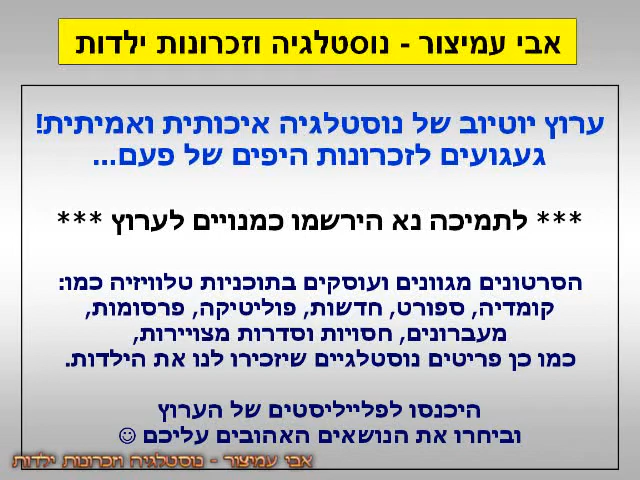 אבי עמיצור - נוסטלגיה וזכרונות ילדות
ערוץ יוטיוב של נוסטלגיה איכותית ואמיתית!
געגועים לזכרונות היפים של פעם...
*** לתמיכה נא הירשמו כמנויים לערוץ ***
הסרטונים מגוונים ועוסקים בתוכניות טלוויזיה כמו:
קומדיה, ספורט, חדשות, פוליטיקה, פרסומות,
מעברונים, חסויות וסדרות מצויירות,
כמו כן פריטים נוסטלגיים שיזכירו לנו את הילדות.
היכנסו לפלייליסטים של הערוץ
וביחרו את הנושאים האהובים עליכם ☺
אבי עמיצור - נוסטלגיה וזכרונות ילדות